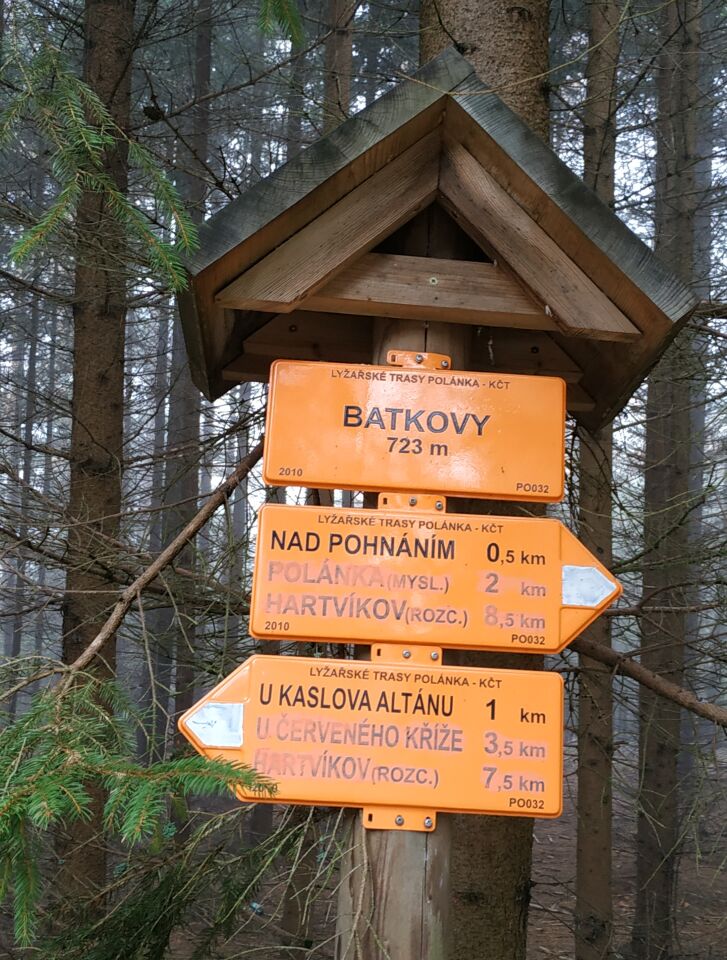 LYŽAŘSKÉ TRASY POLÁNKA - KČT
BATKOVY
723 m
2010 PO032
LYŽAŘSKÉ TRASY POLÁNKA - KČT
NAD POHNÁNÍM 0,5 km
POLÁNKA (MYSL.) 2 km
HARTVÍKOV (ROZC.) 8,5 km
2010 PO032
LYŽAŘSKÉ TRASY POLÁNKA - KČT
U KASLOVA ALTÁNU 1 km
U ČERVENÉHO KŘÍŽE 3,5 km
HARTVÍKOV (ROZC.) 7,5 km
PO032